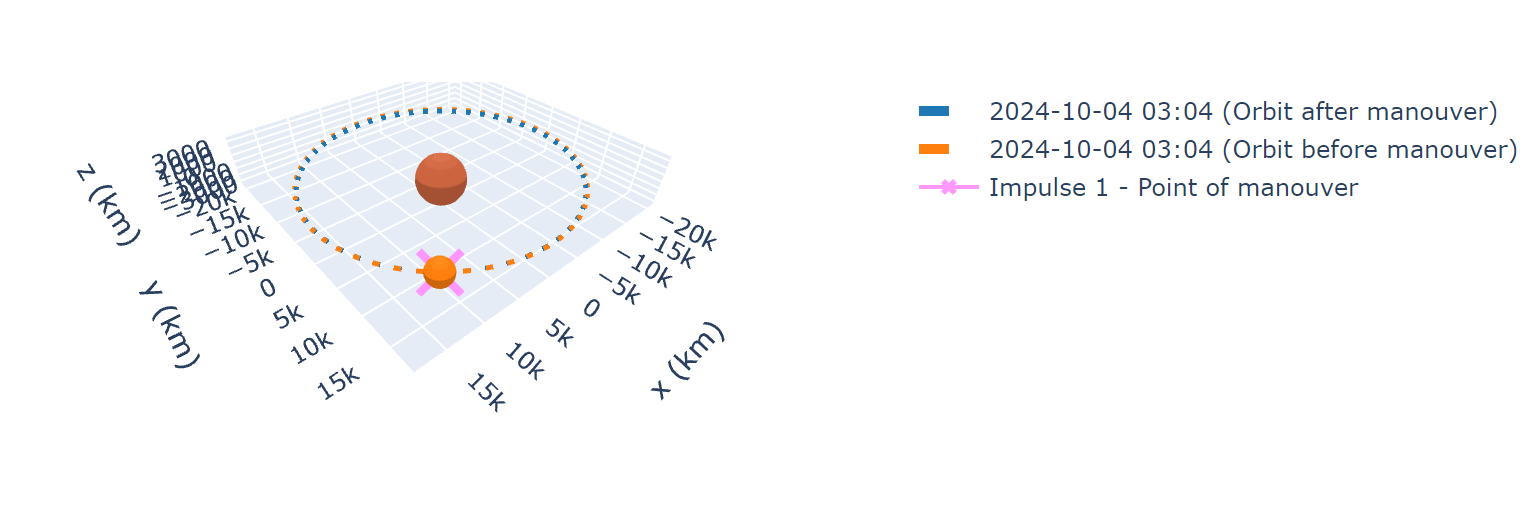 2024-10-04 03:04 (Orbit after manouver)
2024-10-04 03:04 (Orbit before manouver)
Impulse 1 - Point of manouver
z (km)
3000
−20k
−15k
−10k
−5k
0
5k
10k
15k
y (km)
−20k
−15k
−10k
−5k
0
5k
10k
15k
x (km)